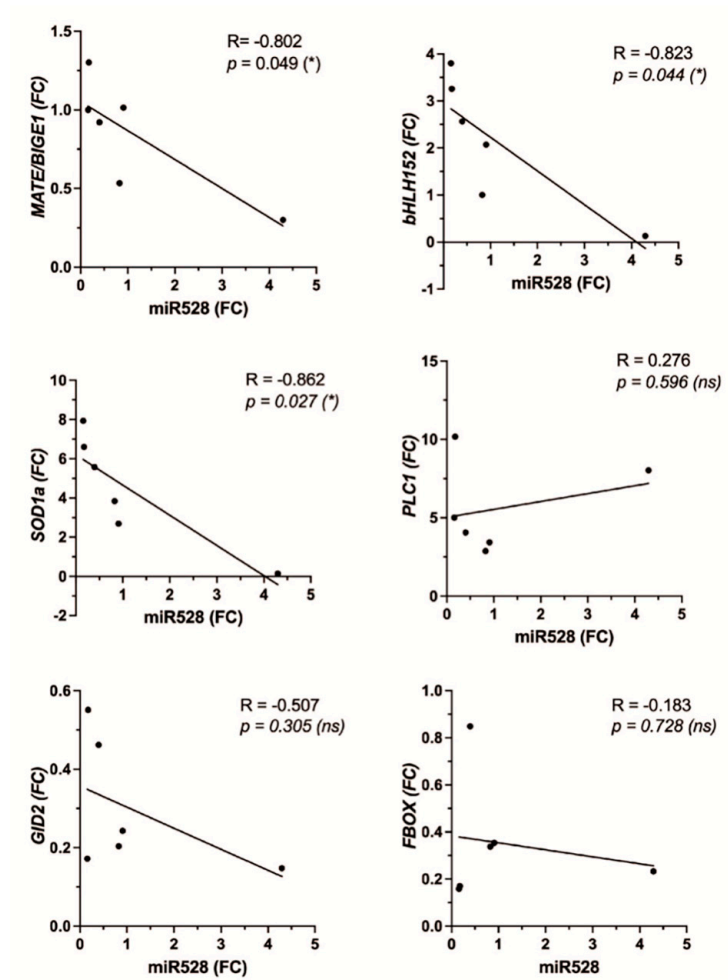 R= -0.802
p = 0.049 (*)
MATE/BIGE1 (FC)
1.5
1.0
0.5
0.0
0 1 2 3 4 5
miR528 (FC)
R = -0.823
p = 0.044 (*)
bHLH152 (FC)
4
3
2
1
0
-1
1 2 3 4 5
miR528 (FC)
R = -0.862
p = 0.027 (*)
SOD1a (FC)
10
8
6
4
2
0
-2
1 2 3 4 5
miR528 (FC)
R = 0.276
p = 0.596 (ns)
PLC1 (FC)
15
10
5
0
0 1 2 3 4 5
miR528 (FC)
R = -0.507
p = 0.305 (ns)
GID2 (FC)
0.6
0.4
0.2
0.0
0 1 2 3 4 5
miR528 (FC)
R = -0.183
p = 0.728 (ns)
FBOX (FC)
1.0
0.8
0.6
0.4
0.2
0.0
0 1 2 3 4 5
miR528